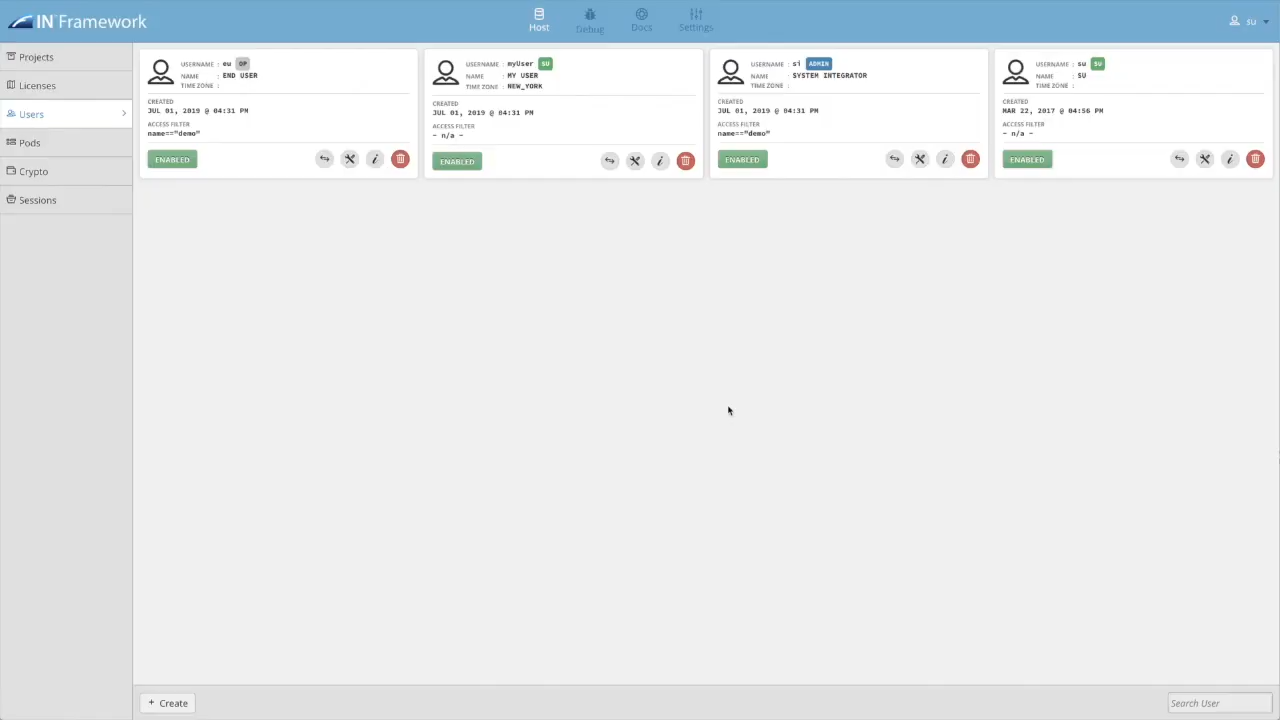 IN Framework
Host
Debug
Docs
Settings
su
Projects
Licenses
Users
Pods
Crypto
Sessions
USERNAME : eu OP
NAME : END USER
TIME ZONE :
CREATED
JUL 01, 2019 @ 04:31 PM
ACCESS FILTER
name=="demo"
ENABLED
USERNAME : myUser SU
NAME : MY USER
TIME ZONE : NEW_YORK
CREATED
JUL 01, 2019 @ 04:31 PM
ACCESS FILTER
- n/a -
ENABLED
USERNAME : si ADMIN
NAME : SYSTEM INTEGRATOR
TIME ZONE :
CREATED
JUL 01, 2019 @ 04:31 PM
ACCESS FILTER
name=="demo"
ENABLED
USERNAME : su SU
NAME : SU
TIME ZONE :
CREATED
MAR 22, 2017 @ 04:56 PM
ACCESS FILTER
- n/a -
ENABLED
+ Create
Search User